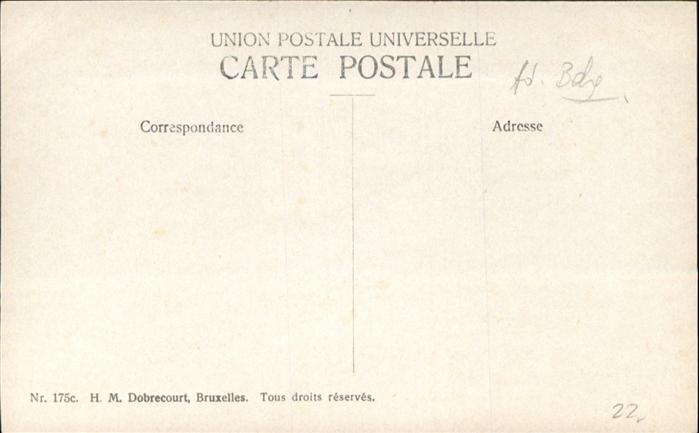 UNION POSTALE UNIVERSELLE
CARTE POSTALE
Correspondance
Adresse
Nr. 175c. H. M. Dobrecourt, Bruxelles. Tous droits réservés.
22